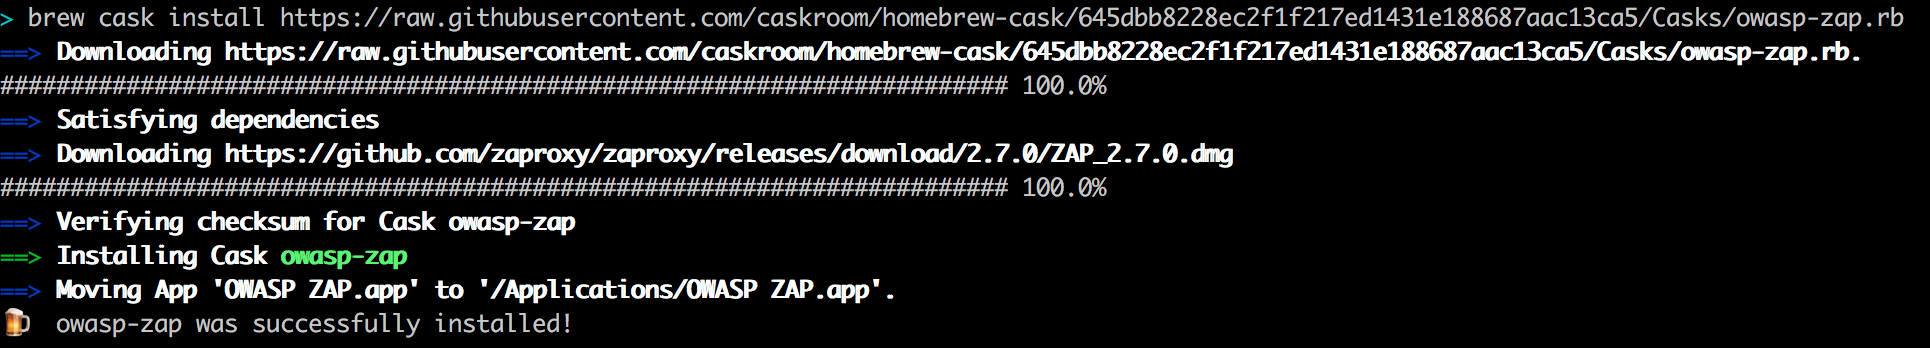 > brew cask install https://raw.githubusercontent.com/caskroom/homebrew-cask/645dbb8228ec2f1f217ed1431e188687aac13ca5/Casks/owasp-zap.rb
==> Downloading https://raw.githubusercontent.com/caskroom/homebrew-cask/645dbb8228ec2f1f217ed1431e188687aac13ca5/Casks/owasp-zap.rb.
######################################################################## 100.0%
==> Satisfying dependencies
==> Downloading https://github.com/zaproxy/zaproxy/releases/download/2.7.0/ZAP_2.7.0.dmg
######################################################################## 100.0%
==> Verifying checksum for Cask owasp-zap
==> Installing Cask owasp-zap
==> Moving App 'OWASP ZAP.app' to '/Applications/OWASP ZAP.app'.
🍺 owasp-zap was successfully installed!